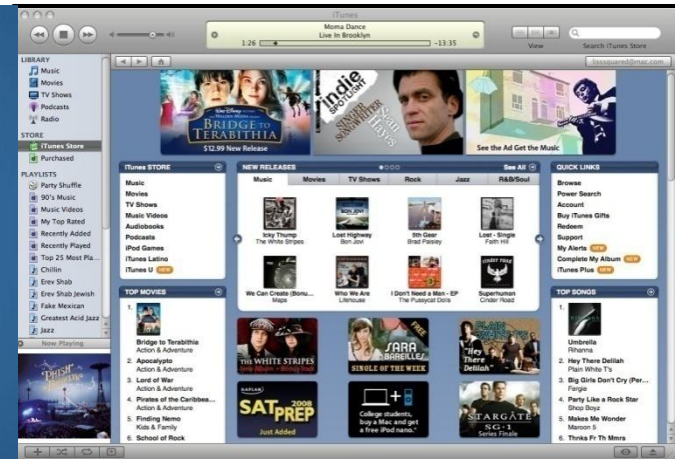 iTunes
Moma Dance
Live In Brooklyn
1:26
-13:35
View
Search iTunes Store
LIBRARY
Music
Movies
TV Shows
Podcasts
Radio
STORE
iTunes Store
Purchased
PLAYLISTS
Party Shuffle
90's Music
Music Videos
My Top Rated
Recently Added
Recently Played
Top 25 Most Pla...
Chillin
Erev Shab
Erev Shab Jewish
Fake Mexican
Greatest Acid Jazz
Jazz
Now Playing
PHISH
BRIDGE TO
TERABITHIA
$12.99 New Release
indie
SPOTLIGHT
SINGER
SONGWRITER
Sean
Hayes
See the Ad Get the Music
iTunes STORE
Music
Movies
TV Shows
Music Videos
Audiobooks
Podcasts
iPod Games
iTunes Latino
iTunes U NEW
NEW RELEASES
See All
Music
Movies
TV Shows
Rock
Jazz
R&B/Soul
Icky Thump
The White Stripes
Lost Highway
Bon Jovi
5th Gear
Brad Paisley
Lost - Single
Faith Hill
We Can Create (Bonu...
Maps
Who We Are
Lifehouse
I Don't Need a Man - EP
The Pussycat Dolls
Superhuman
Cinder Road
QUICK LINKS
Browse
Power Search
Account
Buy iTunes Gifts
Redeem
Support
My Alerts NEW
Complete My Album NEW
iTunes Plus NEW
TOP MOVIES
1.
Bridge to Terabithia
Action & Adventure
2. Apocalypto
Action & Adventure
3. Lord of War
Action & Adventure
4. Pirates of the Caribbea...
Action & Adventure
5. Finding Nemo
Kids & Family
6. School of Rock
THE WHITE STRIPES
SARA
BAREILLES
FREE
SINGLE OF THE WEEK
PLAIN
WHITE T'S
"Hey
There
Delilah"
KAPLAN
SAT 2008
PREP
Just Added
College students,
buy a Mac and get
a free iPod nano.
STARGATE
SG·1
Series Finale
TOP SONGS
1.
Umbrella
Rihanna
2. Hey There Delilah
Plain White T's
3. Big Girls Don't Cry (Per...
Fergie
4. Party Like a Rock Star
Shop Boyz
5. Makes Me Wonder
Maroon 5
6. Thnks Fr Th Mmrs